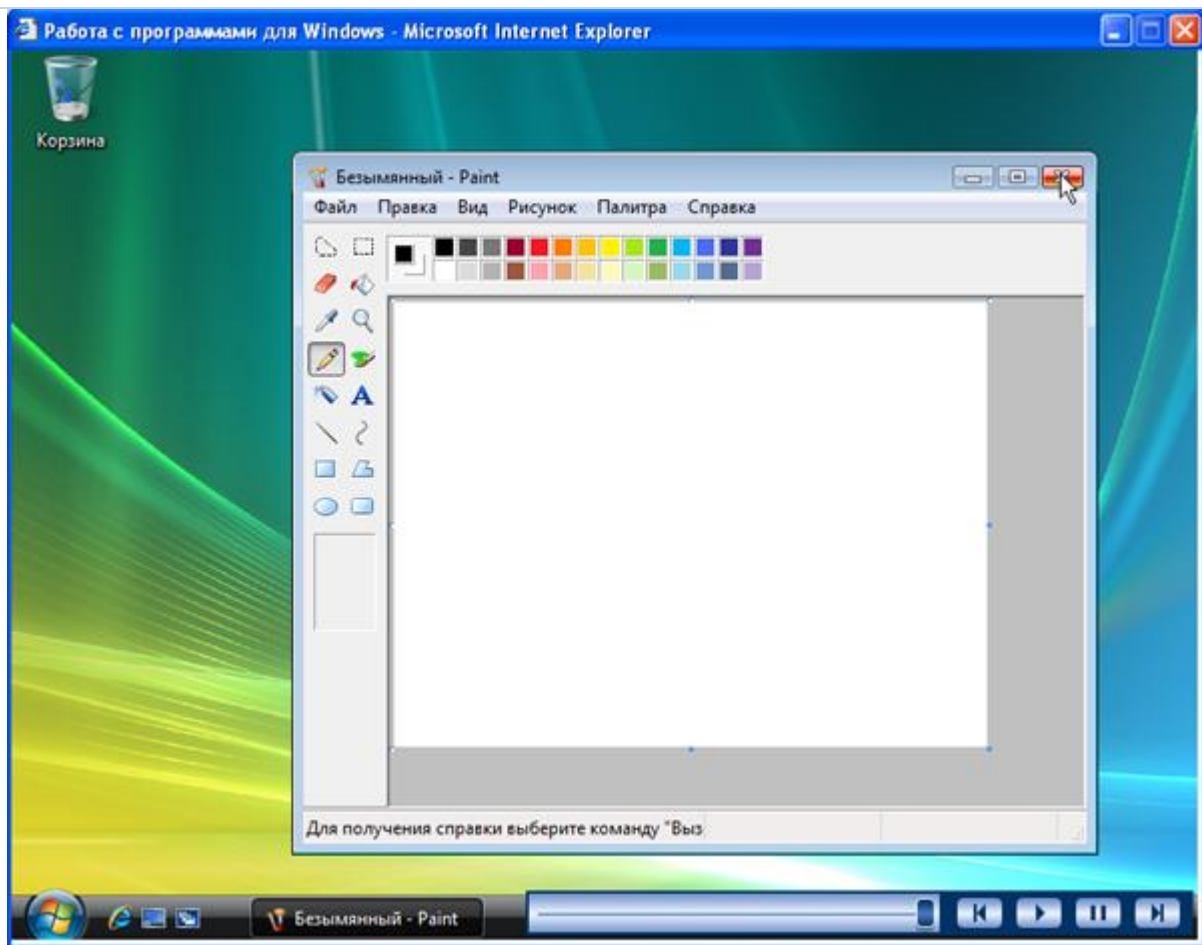 Работа с программами для Windows - Microsoft Internet Explorer
Корзина
Безымянный - Paint
Файл Правка Вид Рисунок Палитра Справка
A
Для получения справки выберите команду "Выз
Безымянный - Paint